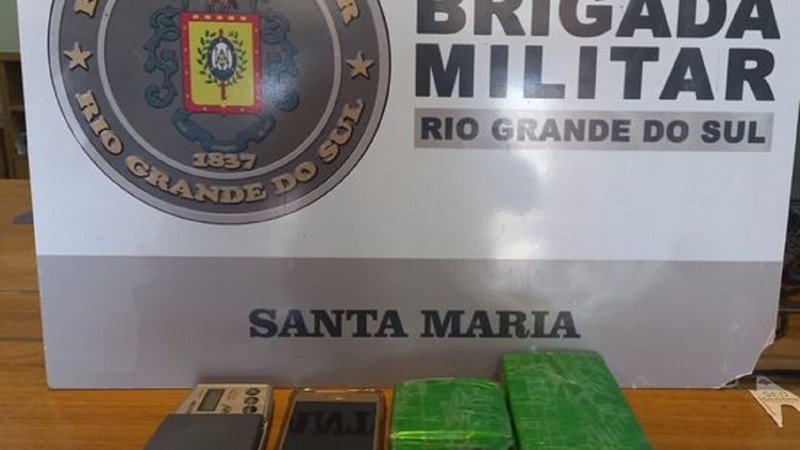 BRIGADA
MILITAR
RIO GRANDE DO SUL
1837
RIO GRANDE DO SUL
SANTA MARIA